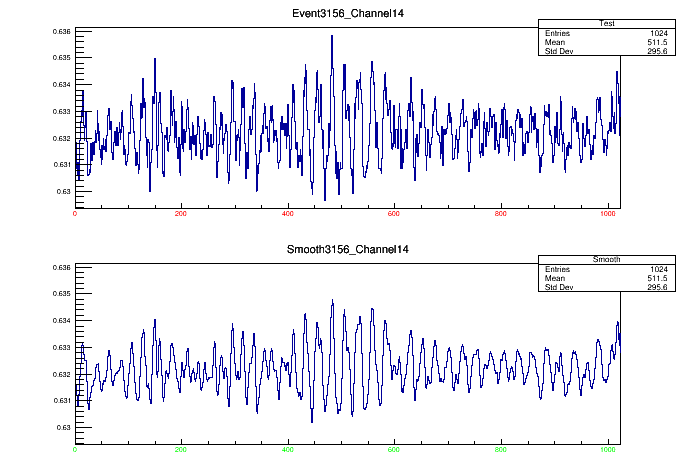 Event3156_Channel14
Test
Entries 1024
Mean 511.5
Std Dev 295.6
0.636
0.635
0.634
0.633
0.632
0.631
0.63
0 200 400 600 800 1000
Smooth3156_Channel14
Smooth
Entries 1024
Mean 511.5
Std Dev 295.6
0.636
0.635
0.634
0.633
0.632
0.631
0.63
0 200 400 600 800 1000